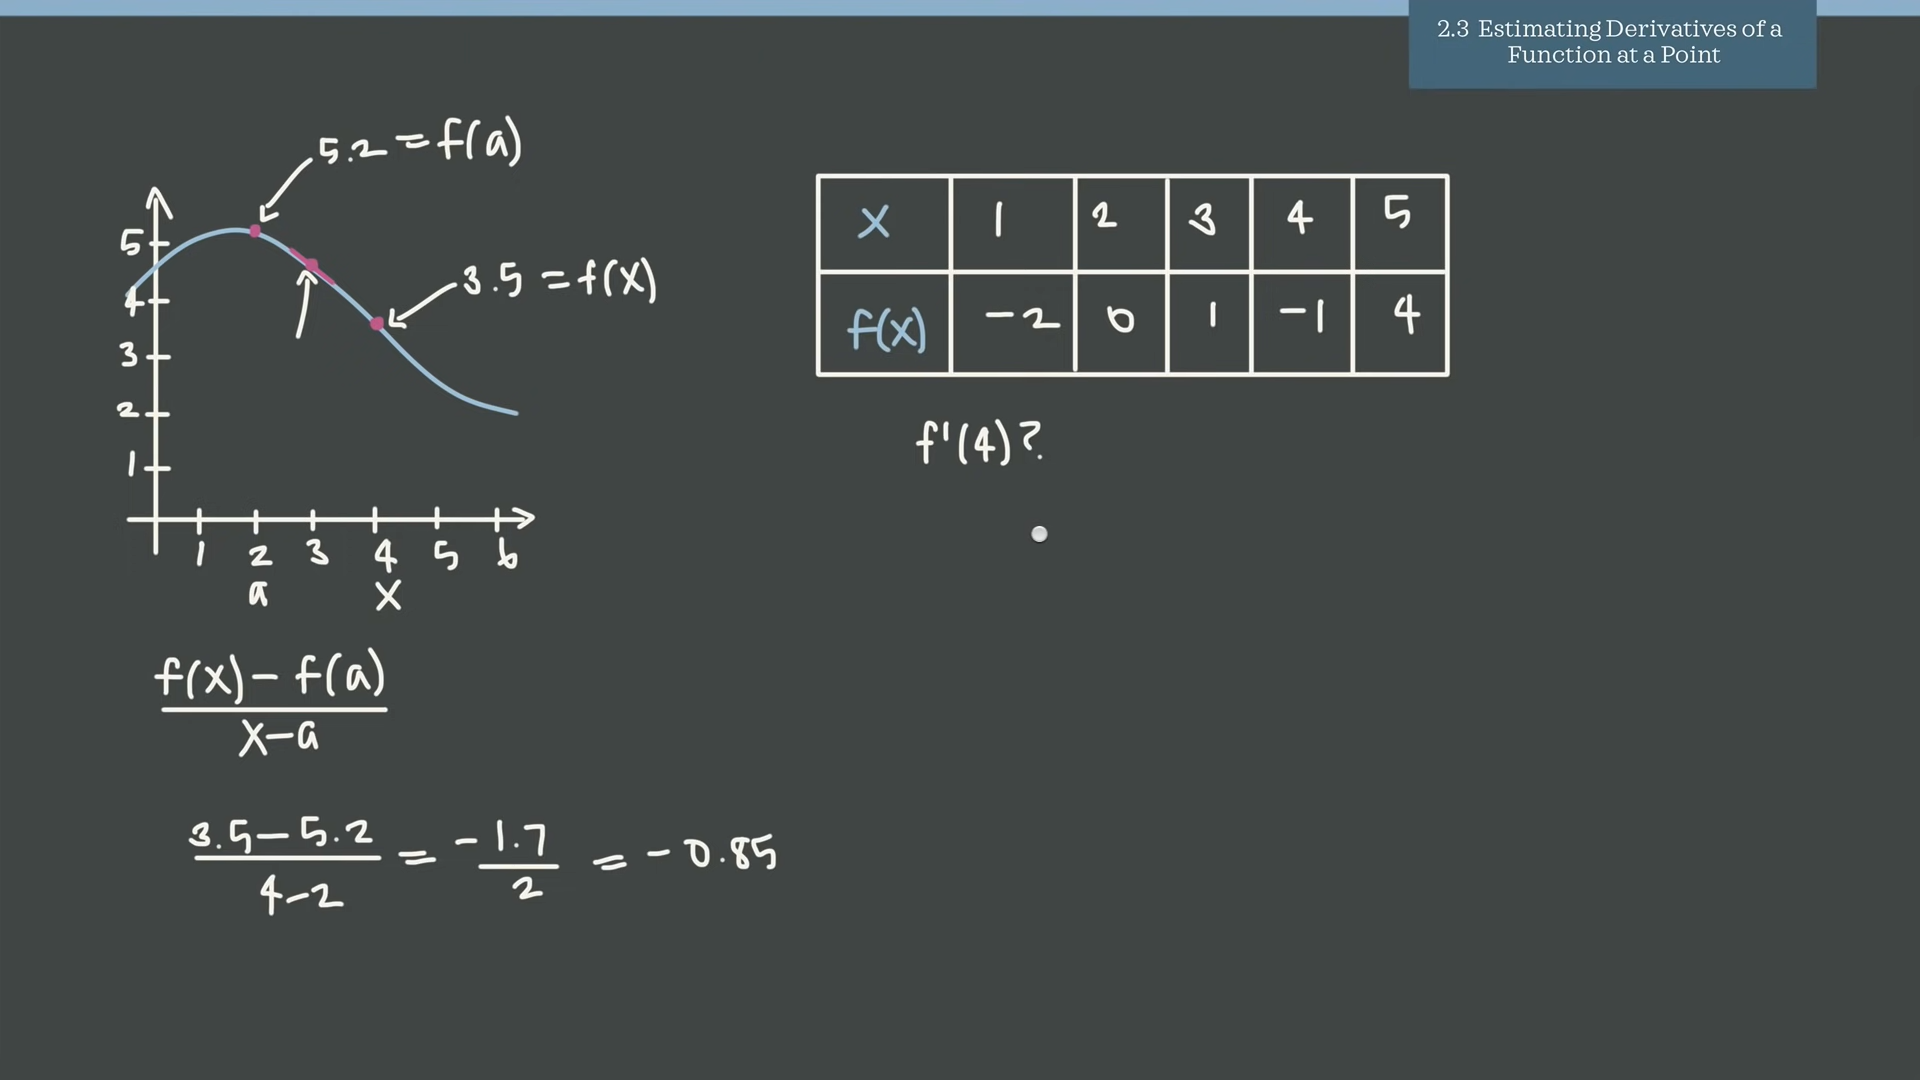 2.3 Estimating Derivatives of a
Function at a Point
5.2 = f(a)
5
4
3
2
1
3.5 = f(x)
1 2 3 4 5 6
a x
f(x) - f(a)
x - a
3.5 - 5.2
4 - 2
= - 1.7
2
= - 0.85
x 1 2 3 4 5
f(x) -2 0 1 -1 4
f'(4)?